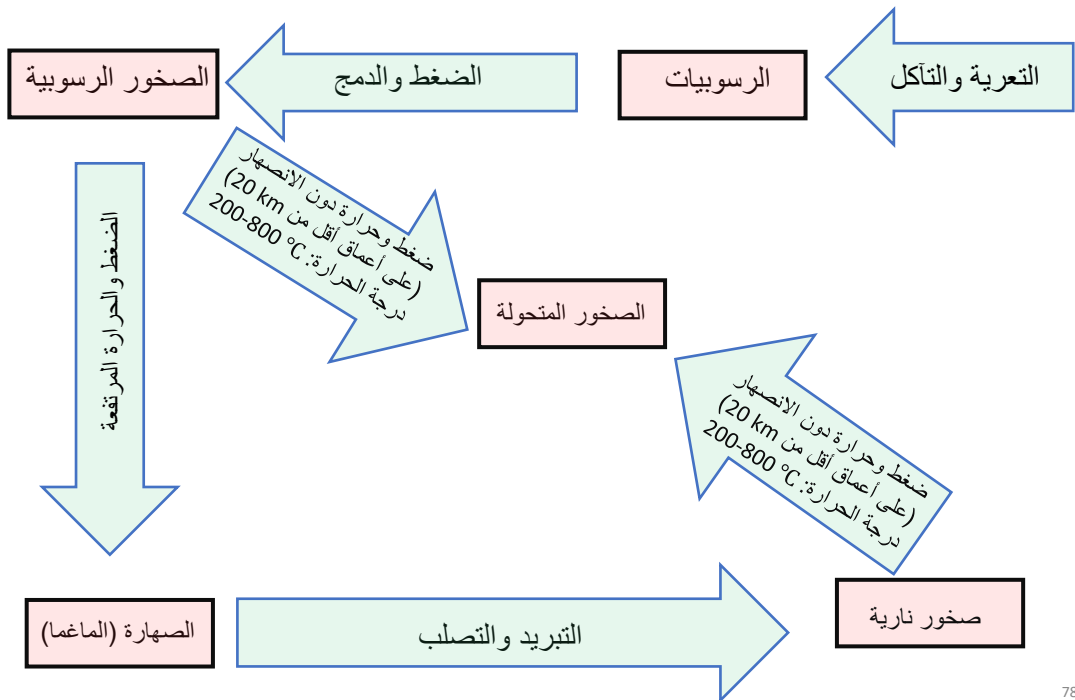 التعرية والتآكل
الرسوبيات
الضغط والدمج
الصخور الرسوبية
ضغط وحرارة دون الانصهار
(على أعماق أقل من 20 km)
درجة الحرارة: 200-800 °C
الضغط والحرارة المرتفعة
الصخور المتحولة
ضغط وحرارة دون الانصهار
(على أعماق أقل من 20 km)
درجة الحرارة: 200-800 °C
صخور نارية
التبريد والتصلب
الصهارة (الماغما)
78